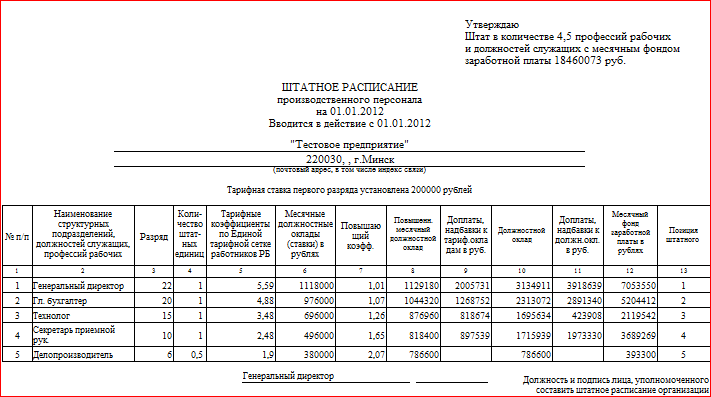 Утверждаю
Штат в количестве 4,5 профессий рабочих
и должностей служащих с месячным фондом
заработной платы 18460073 руб.
ШТАТНОЕ РАСПИСАНИЕ
производственного персонала
на 01.01.2012
Вводится в действие с 01.01.2012
"Тестовое предприятие"
220030, , г.Минск
(почтовый адрес, в том числе индекс связи)
Тарифная ставка первого разряда установлена 200000 рублей
№ п/п
Наименование
структурных
подразделений,
должностей служащих,
профессий рабочих
Разряд
Коли-
чество
штат-
ных
единиц
Тарифные
коэффициенты
по Единой
тарифной сетке
работников РБ
Месячные
должностные
оклады
(ставки) в
рублях
Повышаю
щий
коэфф.
Повышенн.
месячный
должностной
оклад
Доплаты,
надбавки к
тариф.окла
дам в руб.
Должностной
оклад
Доплаты,
надбавки к
должн.окл.
в руб.
Месячный
фонд
заработной
платы в
рублях
Позиция
штатного
1 2 3 4 5 6 7 8 9 10 11 12 13
1 Генеральный директор 22 1 5,59 1118000 1,01 1129180 2005731 3134911 3918639 7053550 1
2 Гл. бухгалтер 20 1 4,88 976000 1,07 1044320 1268752 2313072 2891340 5204412 2
3 Технолог 15 1 3,48 696000 1,26 876960 818674 1695634 423908 2119542 3
4 Секретарь приемной
рук. 10 1 2,48 496000 1,65 818400 897539 1715939 1973330 3689269 4
5 Делопроизводитель 6 0,5 1,9 380000 2,07 786600 786600 393300 5
Генеральный директор
Должность и подпись лица, уполномоченного
составить штатное расписание организации